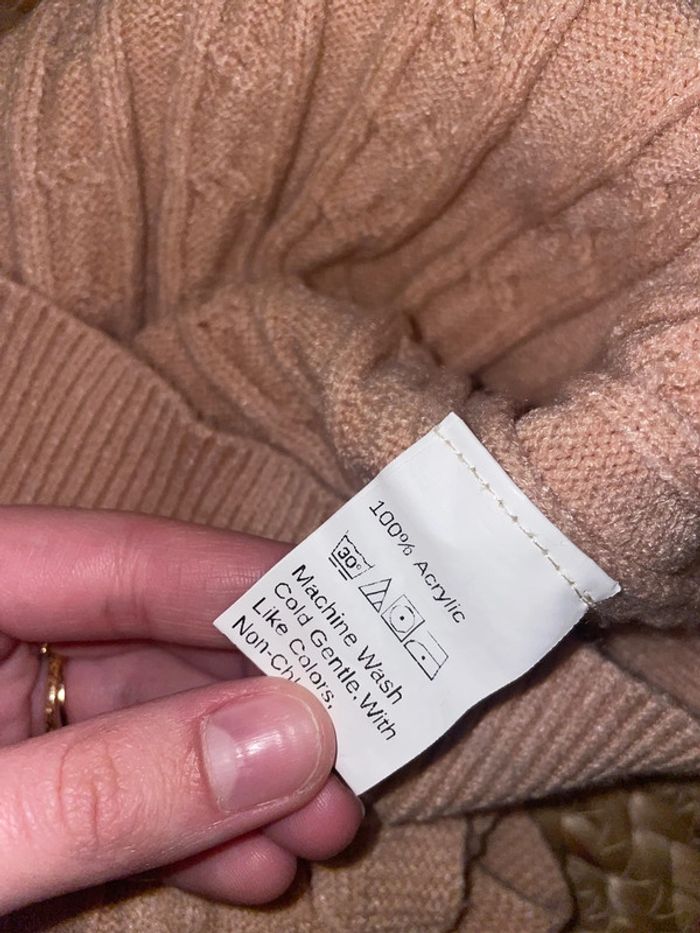 100% Acrylic
30°
Machine Wash
Cold Gentle, With
Like Colors,